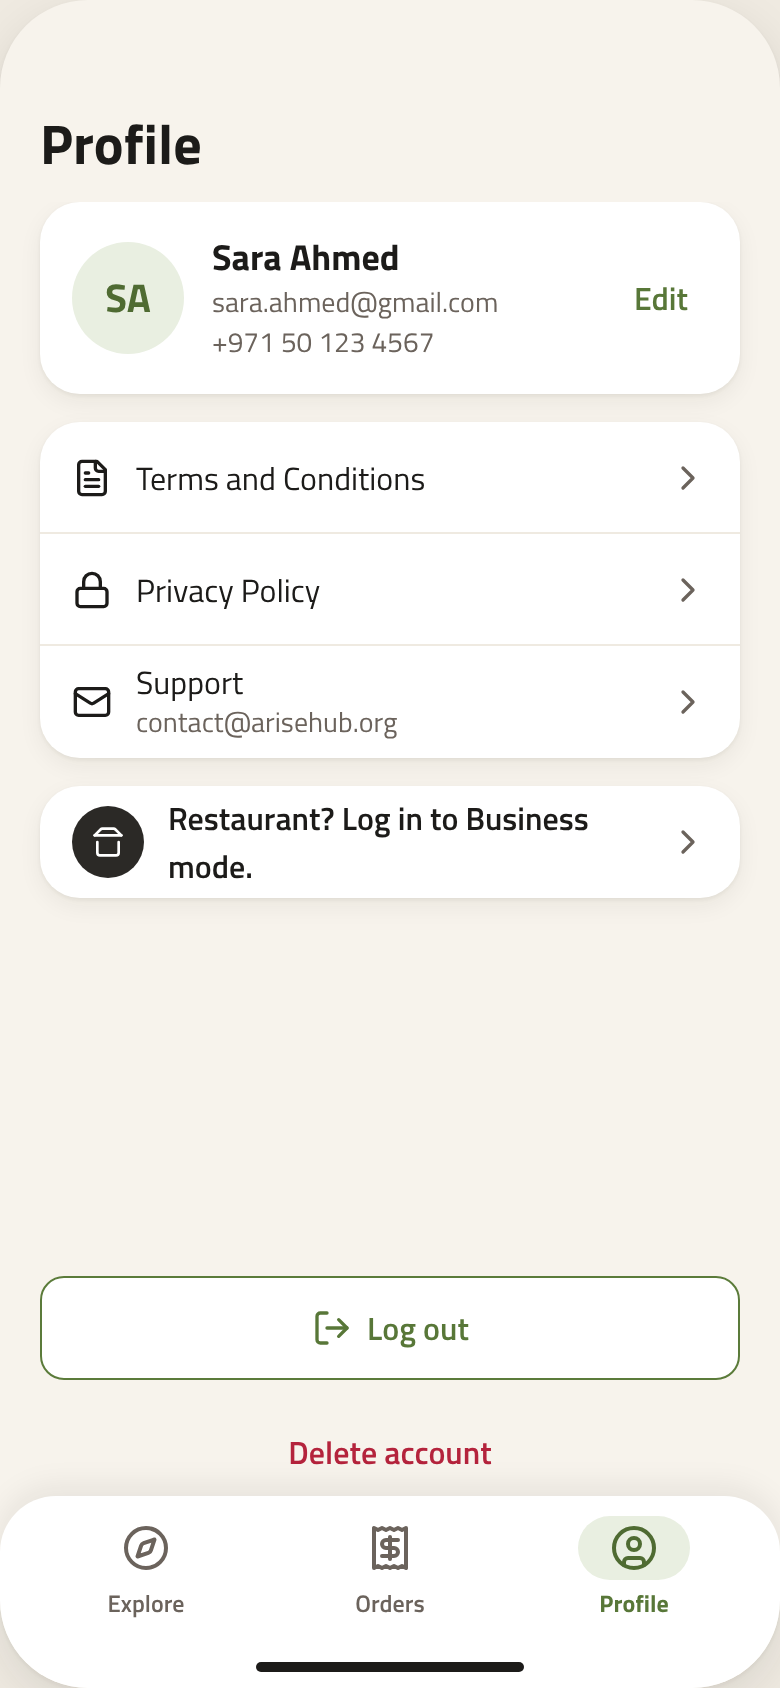 Profile
SA
Sara Ahmed
sara.ahmed@gmail.com
+971 50 123 4567
Edit
Terms and Conditions
Privacy Policy
Support
contact@arisehub.org
Restaurant? Log in to Business
mode.
Log out
Delete account
Explore
Orders
Profile